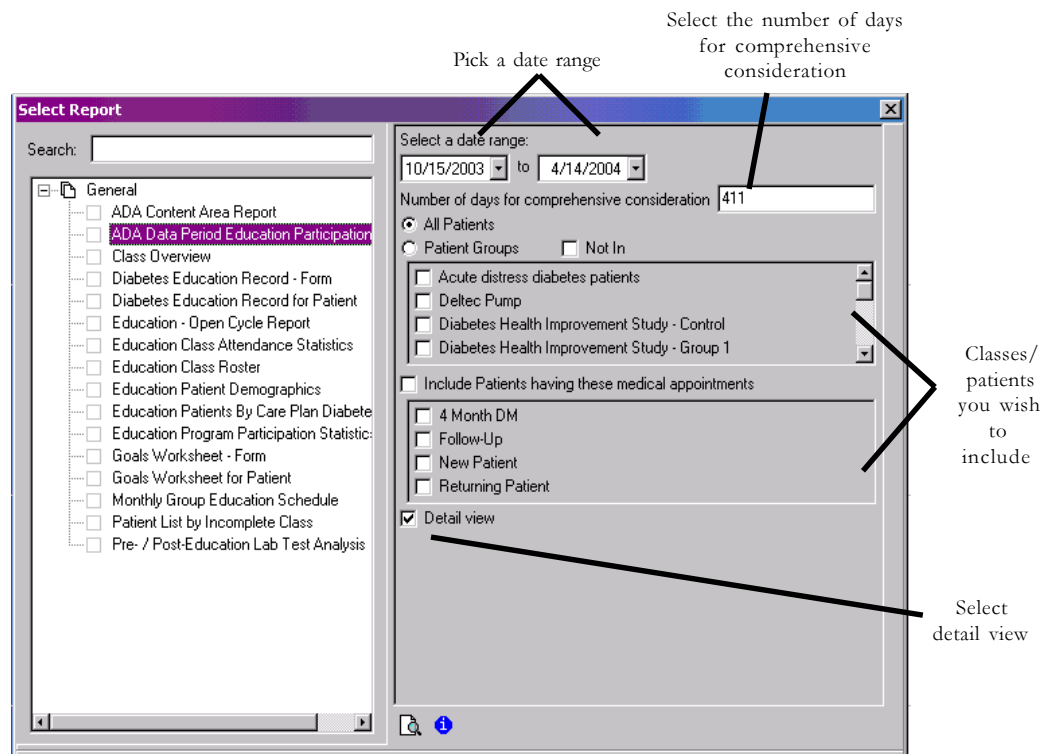 Select the number of days
for comprehensive
consideration
Pick a date range
Select Report
Search:
General
ADA Content Area Report
ADA Data Period Education Participation
Class Overview
Diabetes Education Record - Form
Diabetes Education Record for Patient
Education - Open Cycle Report
Education Class Attendance Statistics
Education Class Roster
Education Patient Demographics
Education Patients By Care Plan Diabete
Education Program Participation Statistic
Goals Worksheet - Form
Goals Worksheet for Patient
Monthly Group Education Schedule
Patient List by Incomplete Class
Pre- / Post-Education Lab Test Analysis
Select a date range:
10/15/2003 to 4/14/2004
Number of days for comprehensive consideration 411
All Patients
Patient Groups Not In
Acute distress diabetes patients
Deltec Pump
Diabetes Health Improvement Study - Control
Diabetes Health Improvement Study - Group 1
Include Patients having these medical appointments
4 Month DM
Follow-Up
New Patient
Returning Patient
Detail view
Classes/
patients
you wish
to
include
Select
detail view